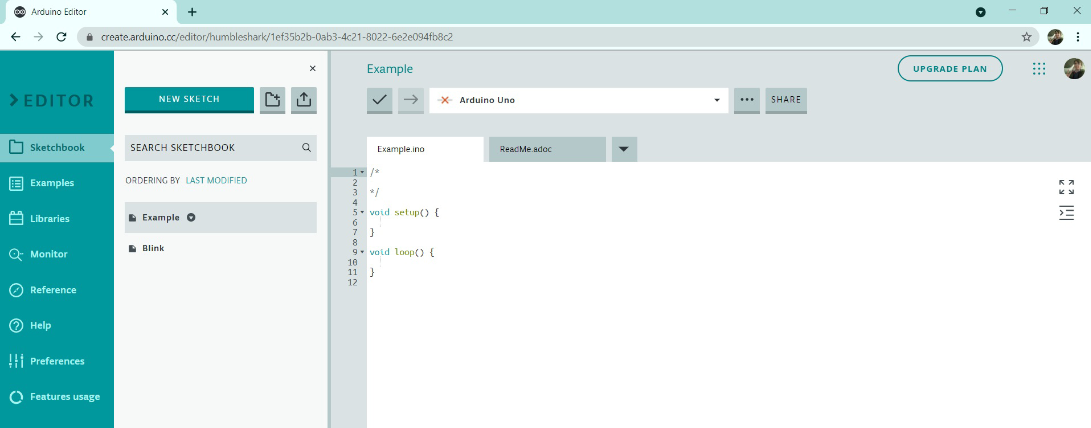 Arduino Editor
create.arduino.cc/editor/humbleshark/1ef35b2b-0ab3-4c21-8022-6e2e094fb8c2
EDITOR
Sketchbook
Examples
Libraries
Monitor
Reference
Help
Preferences
Features usage
NEW SKETCH
SEARCH SKETCHBOOK
ORDERING BY LAST MODIFIED
Example
Blink
Example
UPGRADE PLAN
Arduino Uno
SHARE
Example.ino
ReadMe.adoc
1 /*
2
3 */
4
5 void setup() {
6
7 }
8
9 void loop() {
10
11 }
12